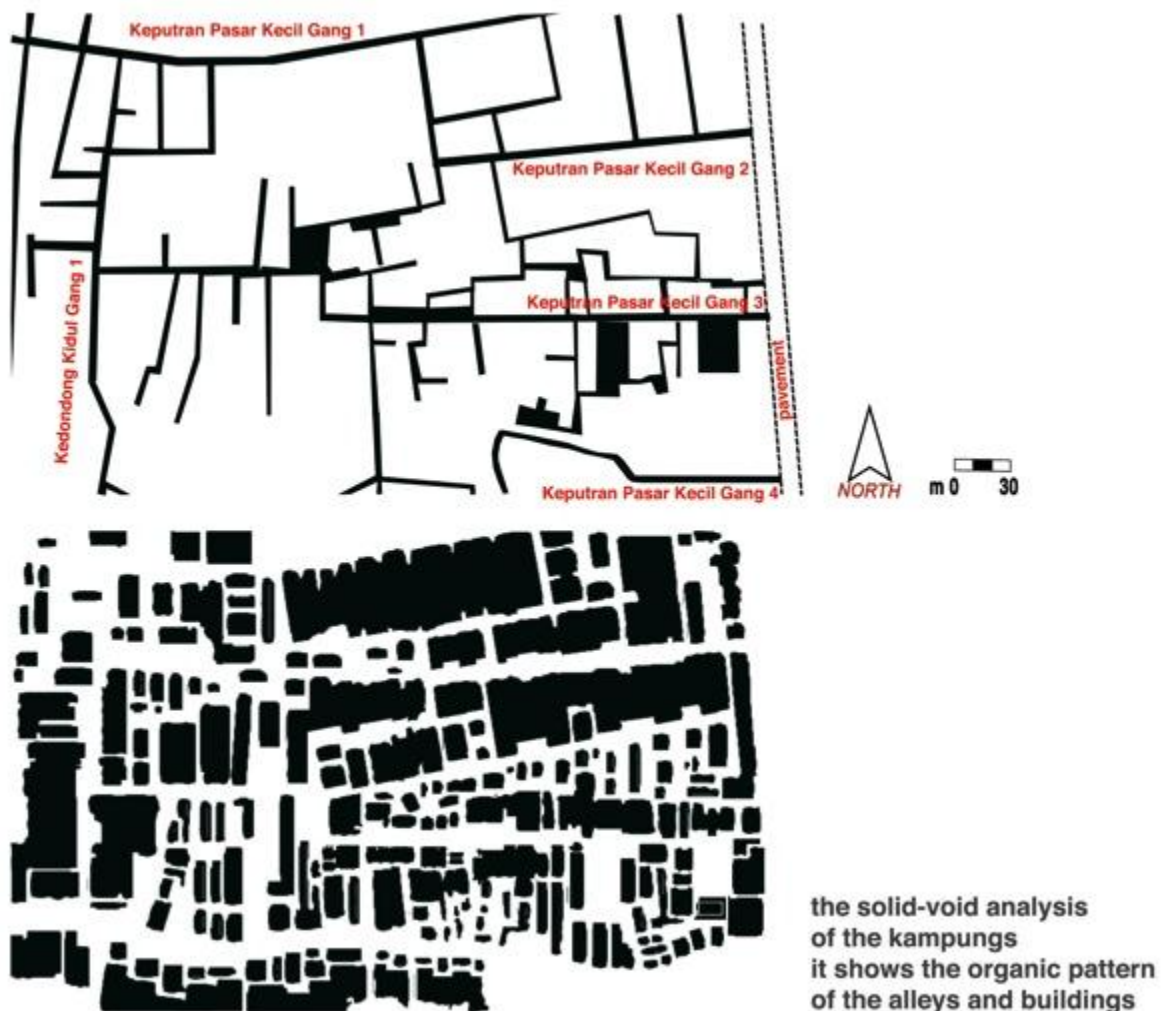 Keputran Pasar Kecil Gang 1
Keputran Pasar Kecil Gang 2
Kedondong Kidul Gang 1
Keputran Pasar Kecil Gang 3
pavement
Keputran Pasar Kecil Gang 4
NORTH
m 0 30
the solid-void analysis
of the kampungs
it shows the organic pattern
of the alleys and buildings